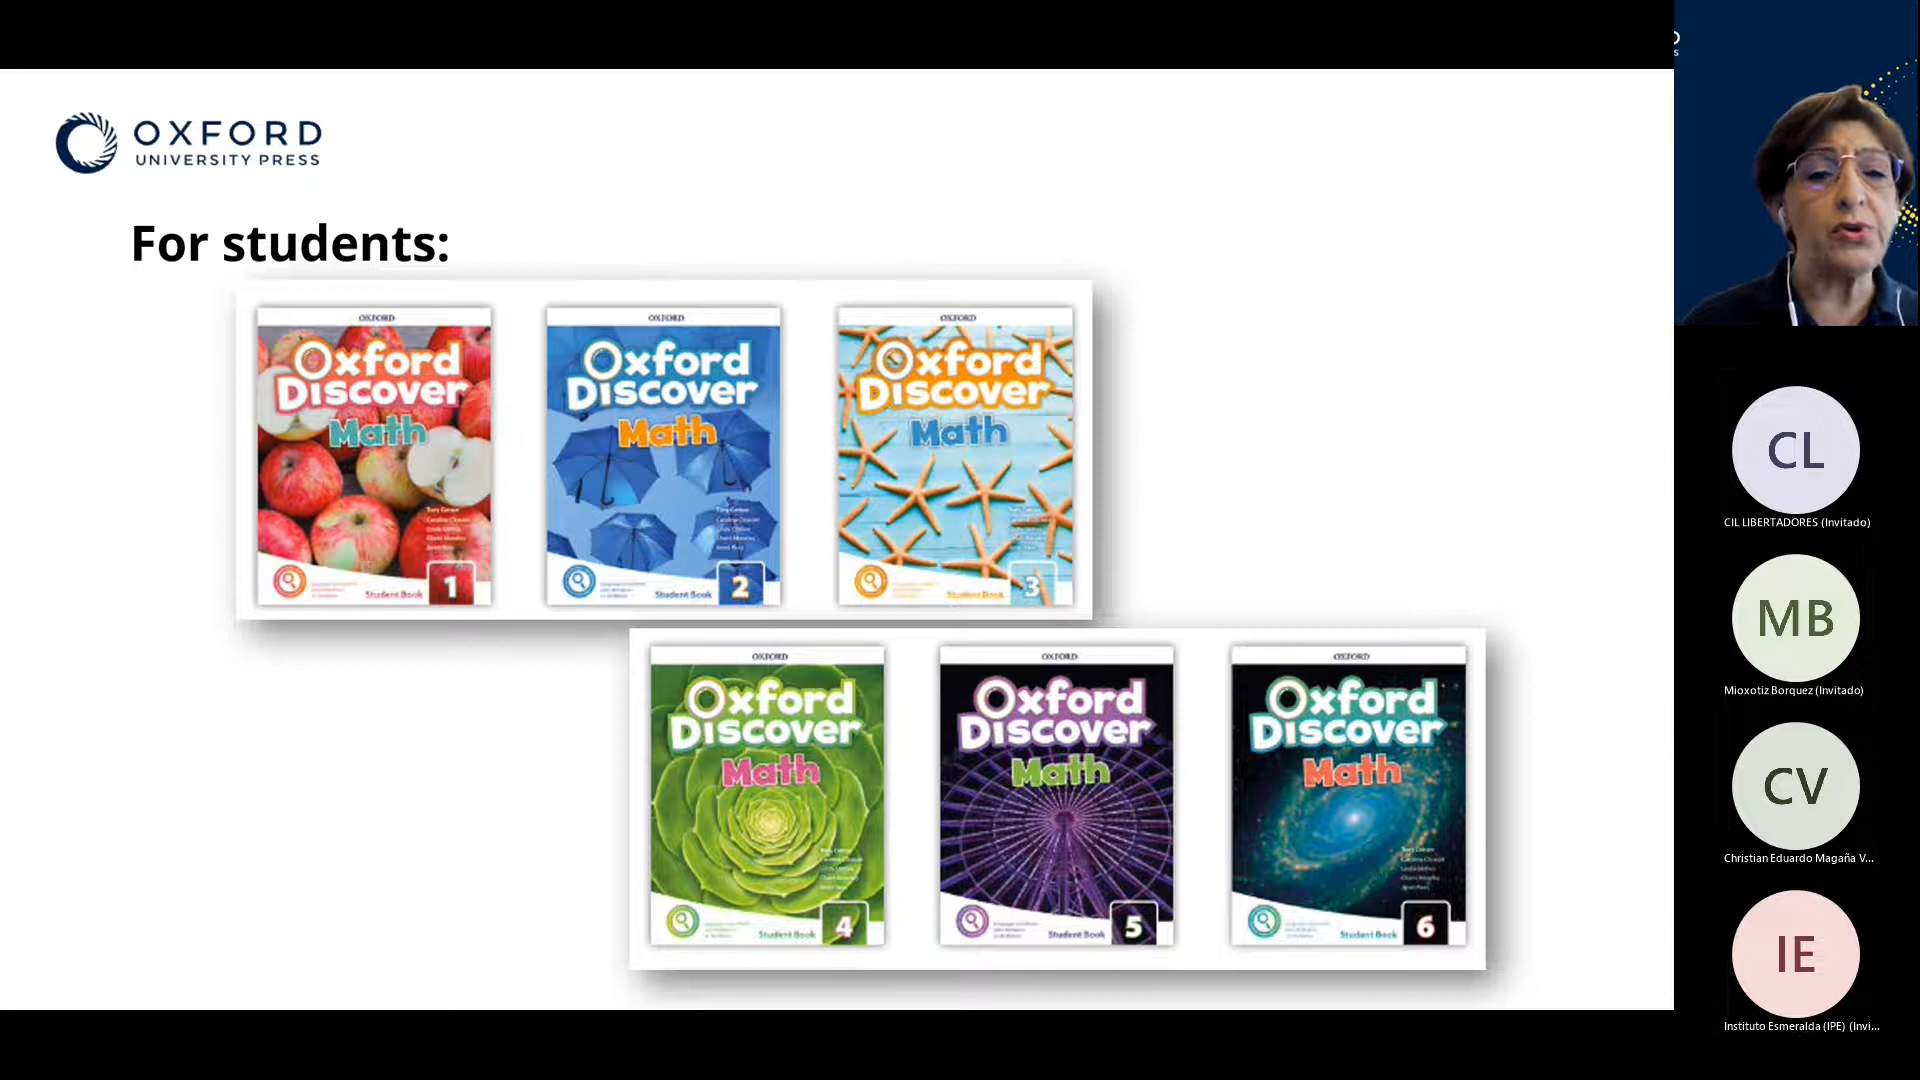 OXFORD
UNIVERSITY PRESS
For students:
OXFORD
Oxford
Discover
Math
Student Book
1
OXFORD
Oxford
Discover
Math
Student Book
2
OXFORD
Oxford
Discover
Math
Student Book
3
OXFORD
Oxford
Discover
Math
Student Book
4
OXFORD
Oxford
Discover
Math
Student Book
5
OXFORD
Oxford
Discover
Math
Student Book
6
CL
CIL LIBERTADORES (Invitado)
MB
Mioxotiz Borquez (Invitado)
CV
Christian Eduardo Magaña V...
IE
Instituto Esmeralda (IPE) (Invi...